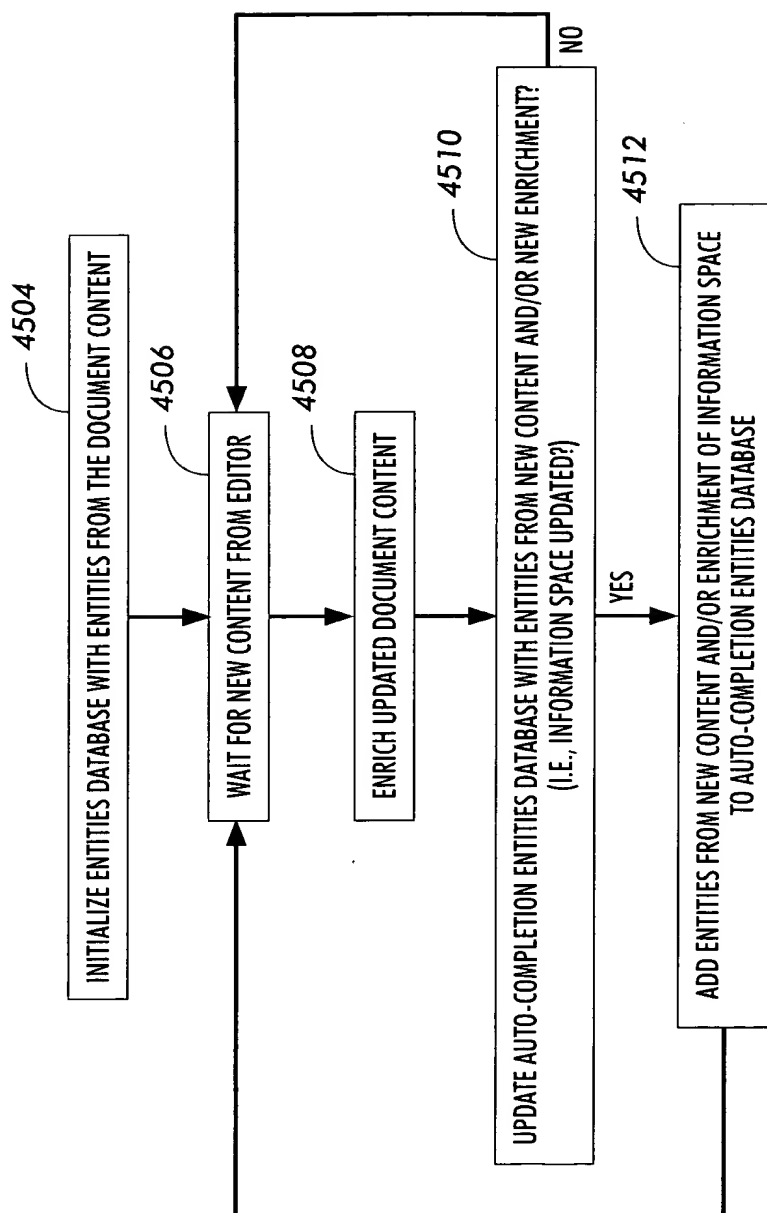 4504
INITIALIZE ENTITIES DATABASE WITH ENTITIES FROM THE DOCUMENT CONTENT
4506
WAIT FOR NEW CONTENT FROM EDITOR
4508
ENRICH UPDATED DOCUMENT CONTENT
4510
UPDATE AUTO-COMPLETION ENTITIES DATABASE WITH ENTITIES FROM NEW CONTENT AND/OR NEW ENRICHMENT?
(I.E., INFORMATION SPACE UPDATED?)
NO
YES
4512
ADD ENTITIES FROM NEW CONTENT AND/OR ENRICHMENT OF INFORMATION SPACE
TO AUTO-COMPLETION ENTITIES DATABASE